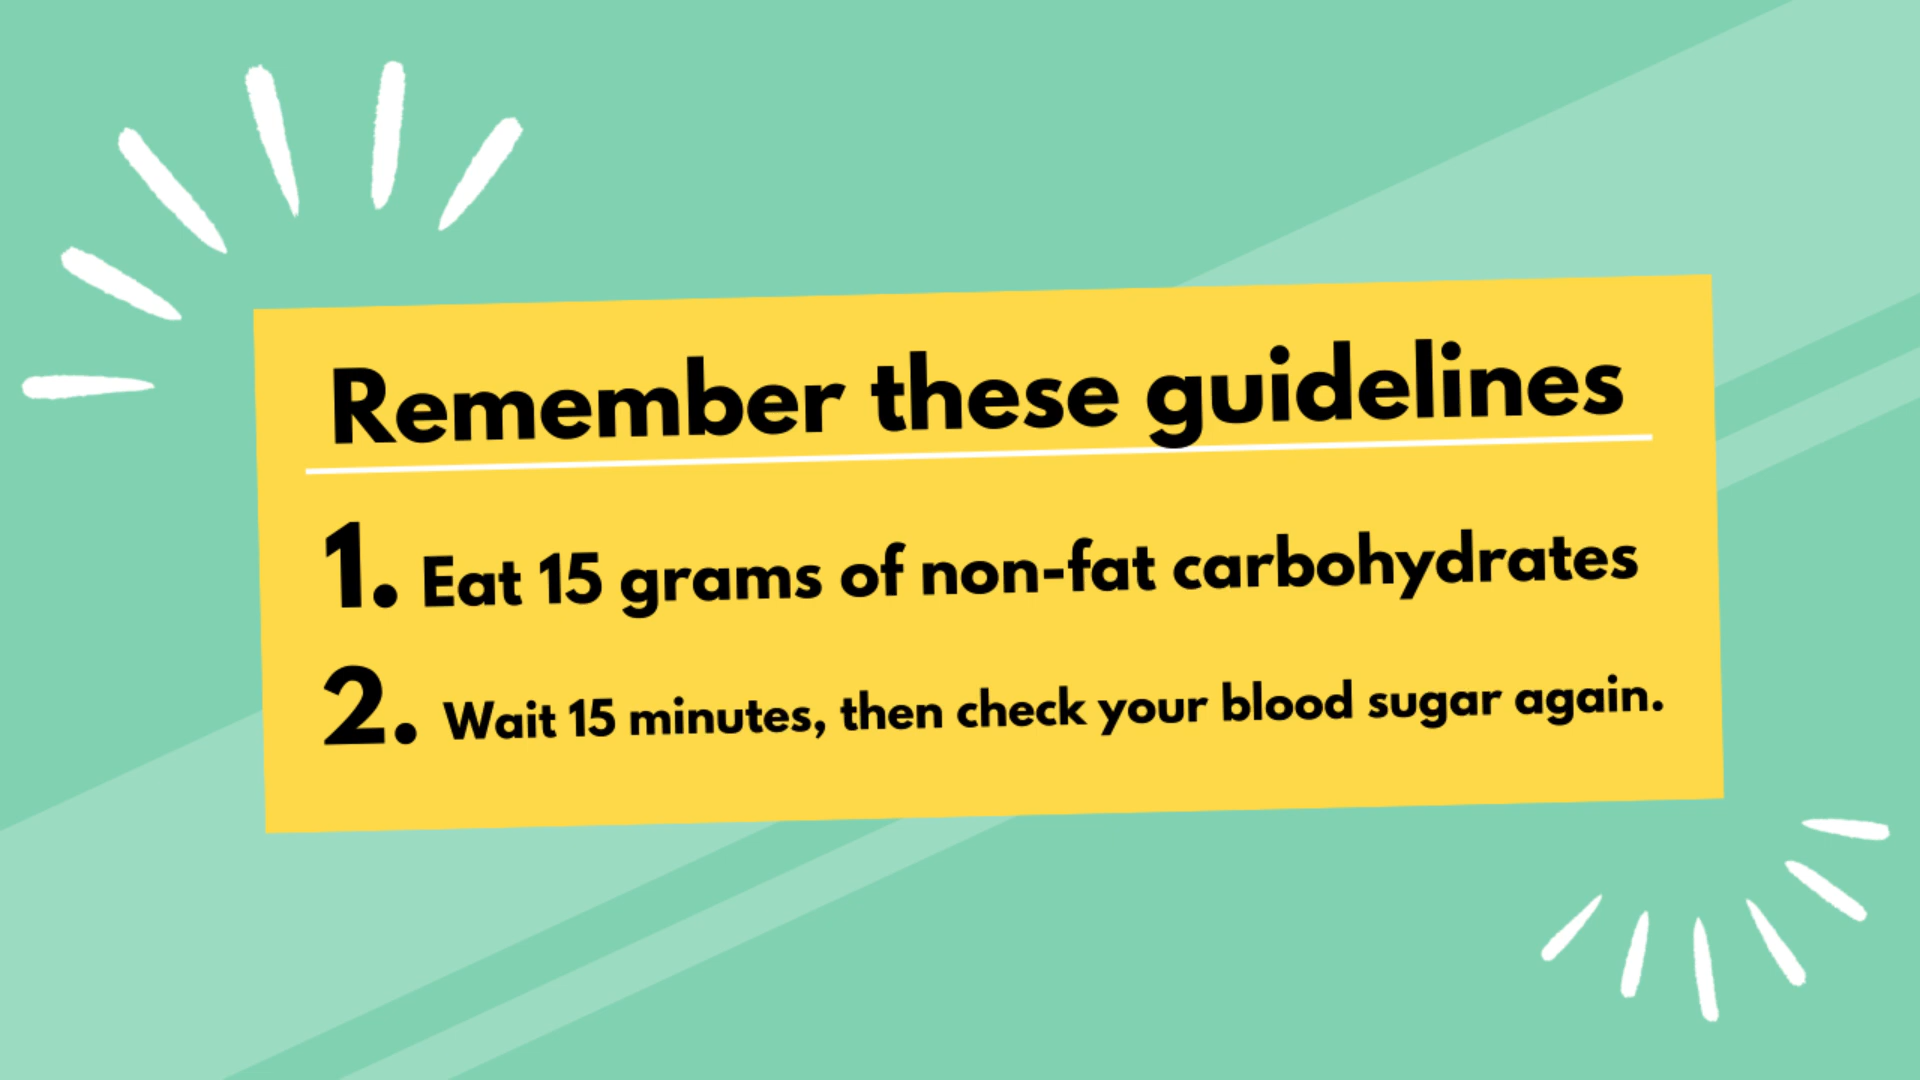 Remember these guidelines
1. Eat 15 grams of non-fat carbohydrates
2. Wait 15 minutes, then check your blood sugar again.